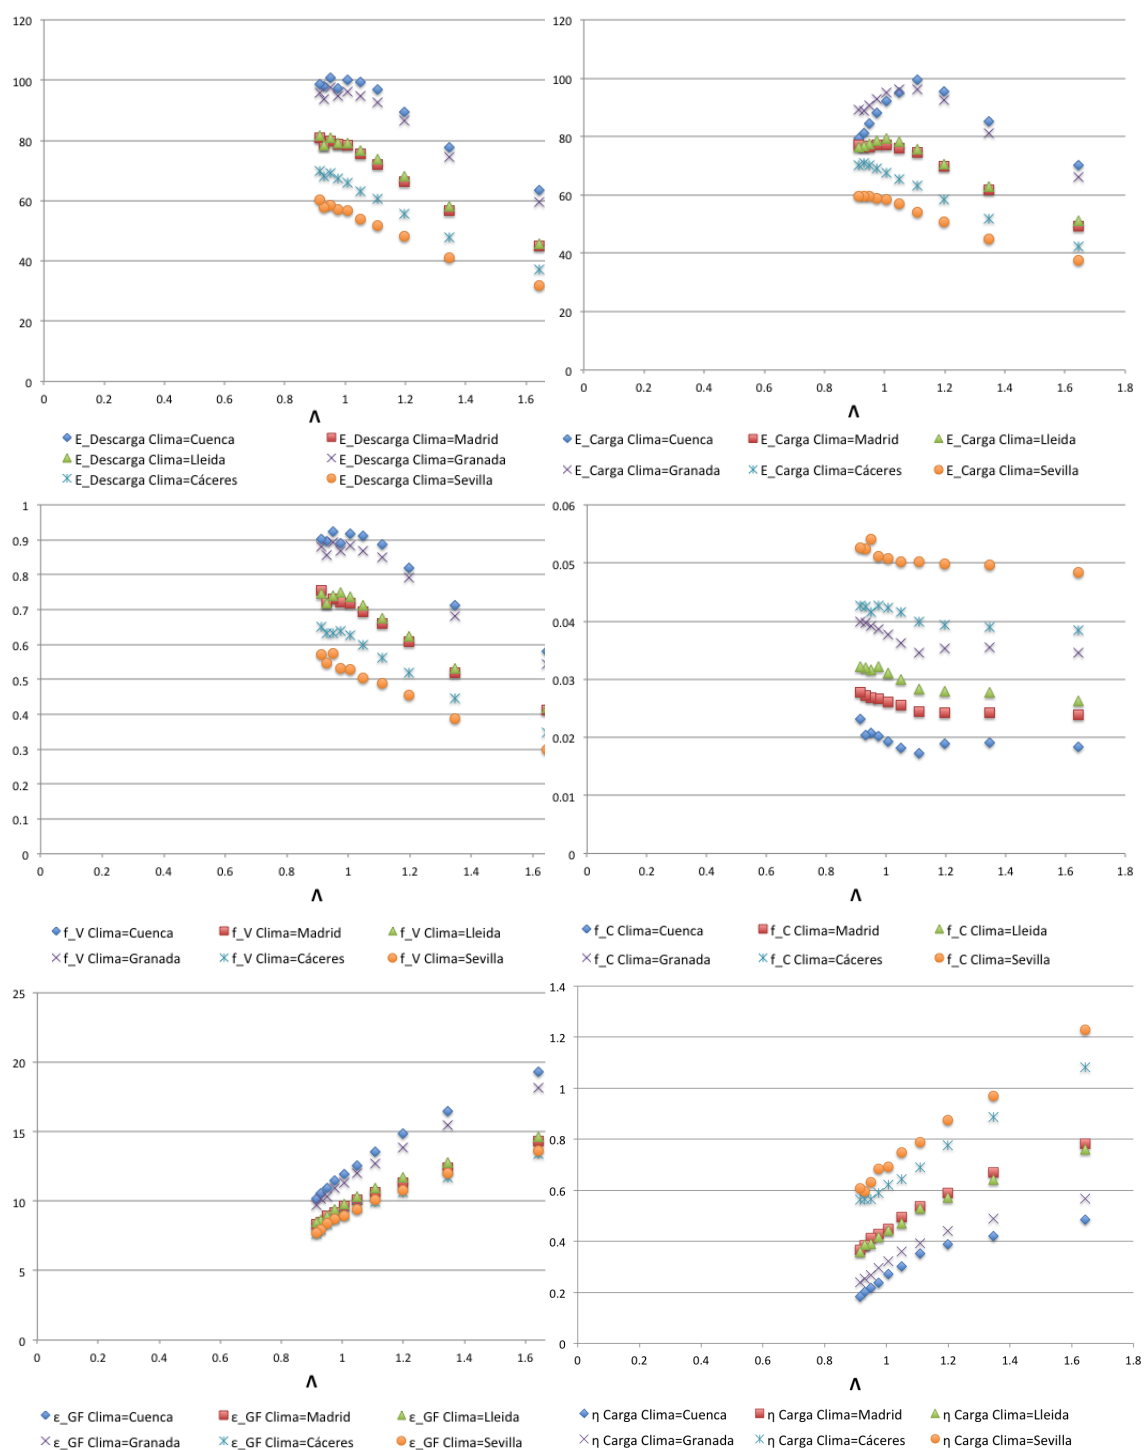 120
100
80
60
40
20
0
0 0.2 0.4 0.6 0.8 1 1.2 1.4 1.6
Λ
E_Descarga Clima=Cuenca E_Descarga Clima=Madrid
E_Descarga Clima=Lleida E_Descarga Clima=Granada
E_Descarga Clima=Cáceres E_Descarga Clima=Sevilla
120
100
80
60
40
20
0
0 0.2 0.4 0.6 0.8 1 1.2 1.4 1.6 1.8
Λ
E_Carga Clima=Cuenca E_Carga Clima=Madrid E_Carga Clima=Lleida
E_Carga Clima=Granada E_Carga Clima=Cáceres E_Carga Clima=Sevilla
1
0.9
0.8
0.7
0.6
0.5
0.4
0.3
0.2
0.1
0
0 0.2 0.4 0.6 0.8 1 1.2 1.4 1.6
Λ
f_V Clima=Cuenca f_V Clima=Madrid f_V Clima=Lleida
f_V Clima=Granada f_V Clima=Cáceres f_V Clima=Sevilla
0.06
0.05
0.04
0.03
0.02
0.01
0
0 0.2 0.4 0.6 0.8 1 1.2 1.4 1.6 1.8
Λ
f_C Clima=Cuenca f_C Clima=Madrid f_C Clima=Lleida
f_C Clima=Granada f_C Clima=Cáceres f_C Clima=Sevilla
25
20
15
10
5
0
0 0.2 0.4 0.6 0.8 1 1.2 1.4 1.6
Λ
ε_GF Clima=Cuenca ε_GF Clima=Madrid ε_GF Clima=Lleida
ε_GF Clima=Granada ε_GF Clima=Cáceres ε_GF Clima=Sevilla
1.4
1.2
1
0.8
0.6
0.4
0.2
0
0 0.2 0.4 0.6 0.8 1 1.2 1.4 1.6 1.8
Λ
η Carga Clima=Cuenca η Carga Clima=Madrid η Carga Clima=Lleida
η Carga Clima=Granada η Carga Clima=Cáceres η Carga Clima=Sevilla